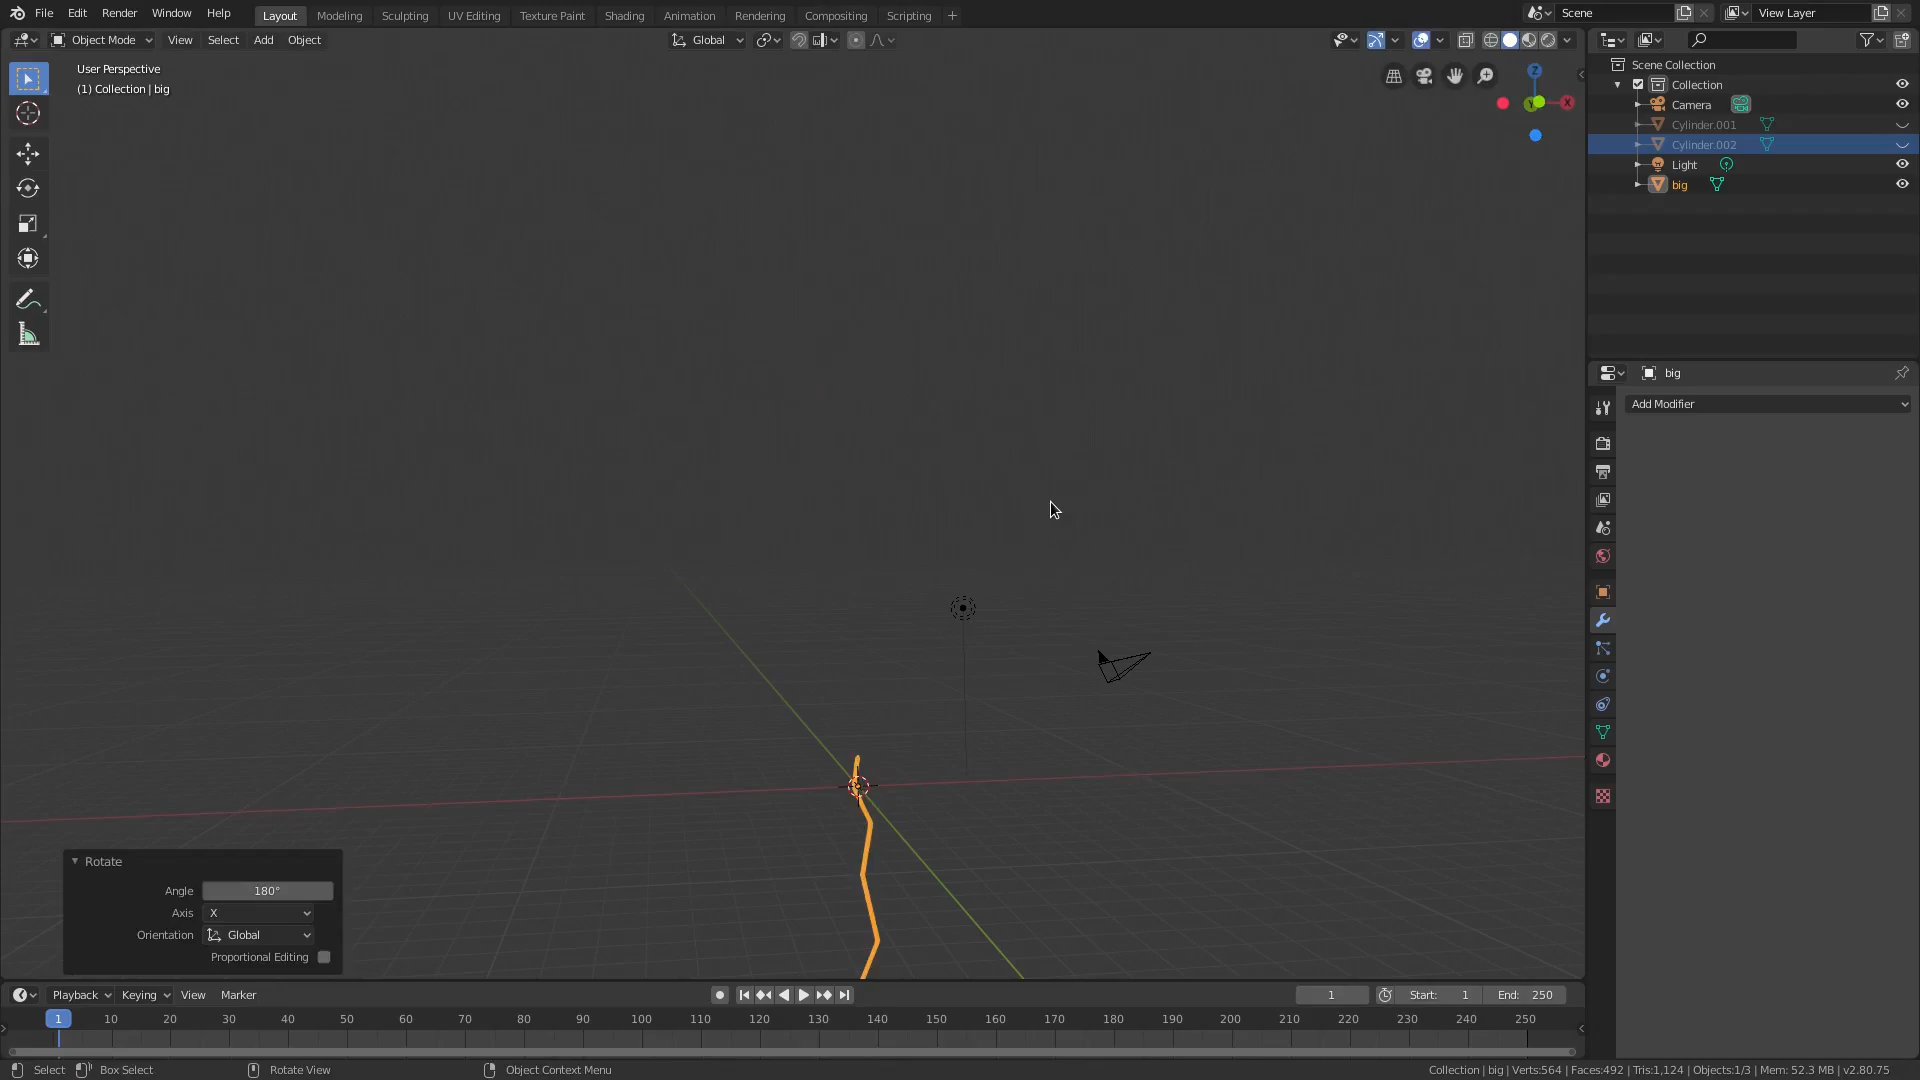 File Edit Render Window Help Layout Modeling Sculpting UV Editing Texture Paint Shading Animation Rendering Compositing Scripting + Scene View Layer
Object Mode View Select Add Object Global
User Perspective
(1) Collection | big
Z
Y
X
Scene Collection
Collection
Camera
Cylinder.001
Cylinder.002
Light
big
big
Add Modifier
Rotate
Angle 180°
Axis X
Orientation Global
Proportional Editing
Playback Keying View Marker 1 Start: 1 End: 250
1 10 20 30 40 50 60 70 80 90 100 110 120 130 140 150 160 170 180 190 200 210 220 230 240 250
Select Box Select Rotate View Object Context Menu Collection | big | Verts:564 | Faces:492 | Tris:1,124 | Objects:1/3 | Mem: 52.3 MB | v2.80.75